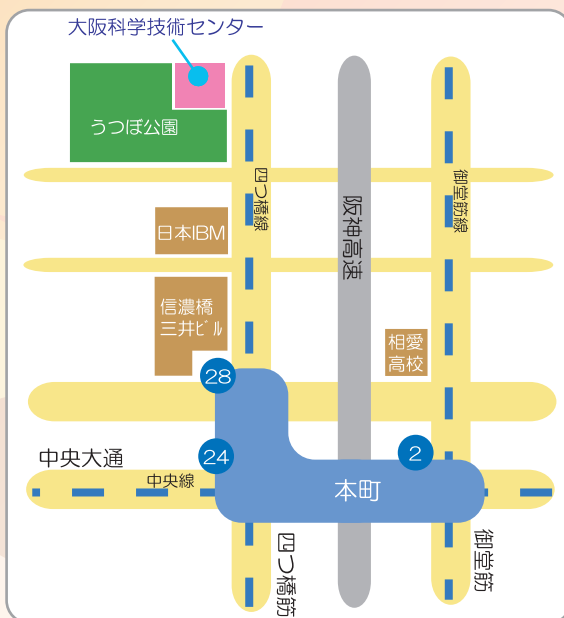 大阪科学技術センター
うつぼ公園
四つ橋線
御堂筋線
阪神高速
日本IBM
信濃橋
三井ビル
相愛
高校
28
24
2
中央大通
中央線
本町
四つ橋筋
御堂筋